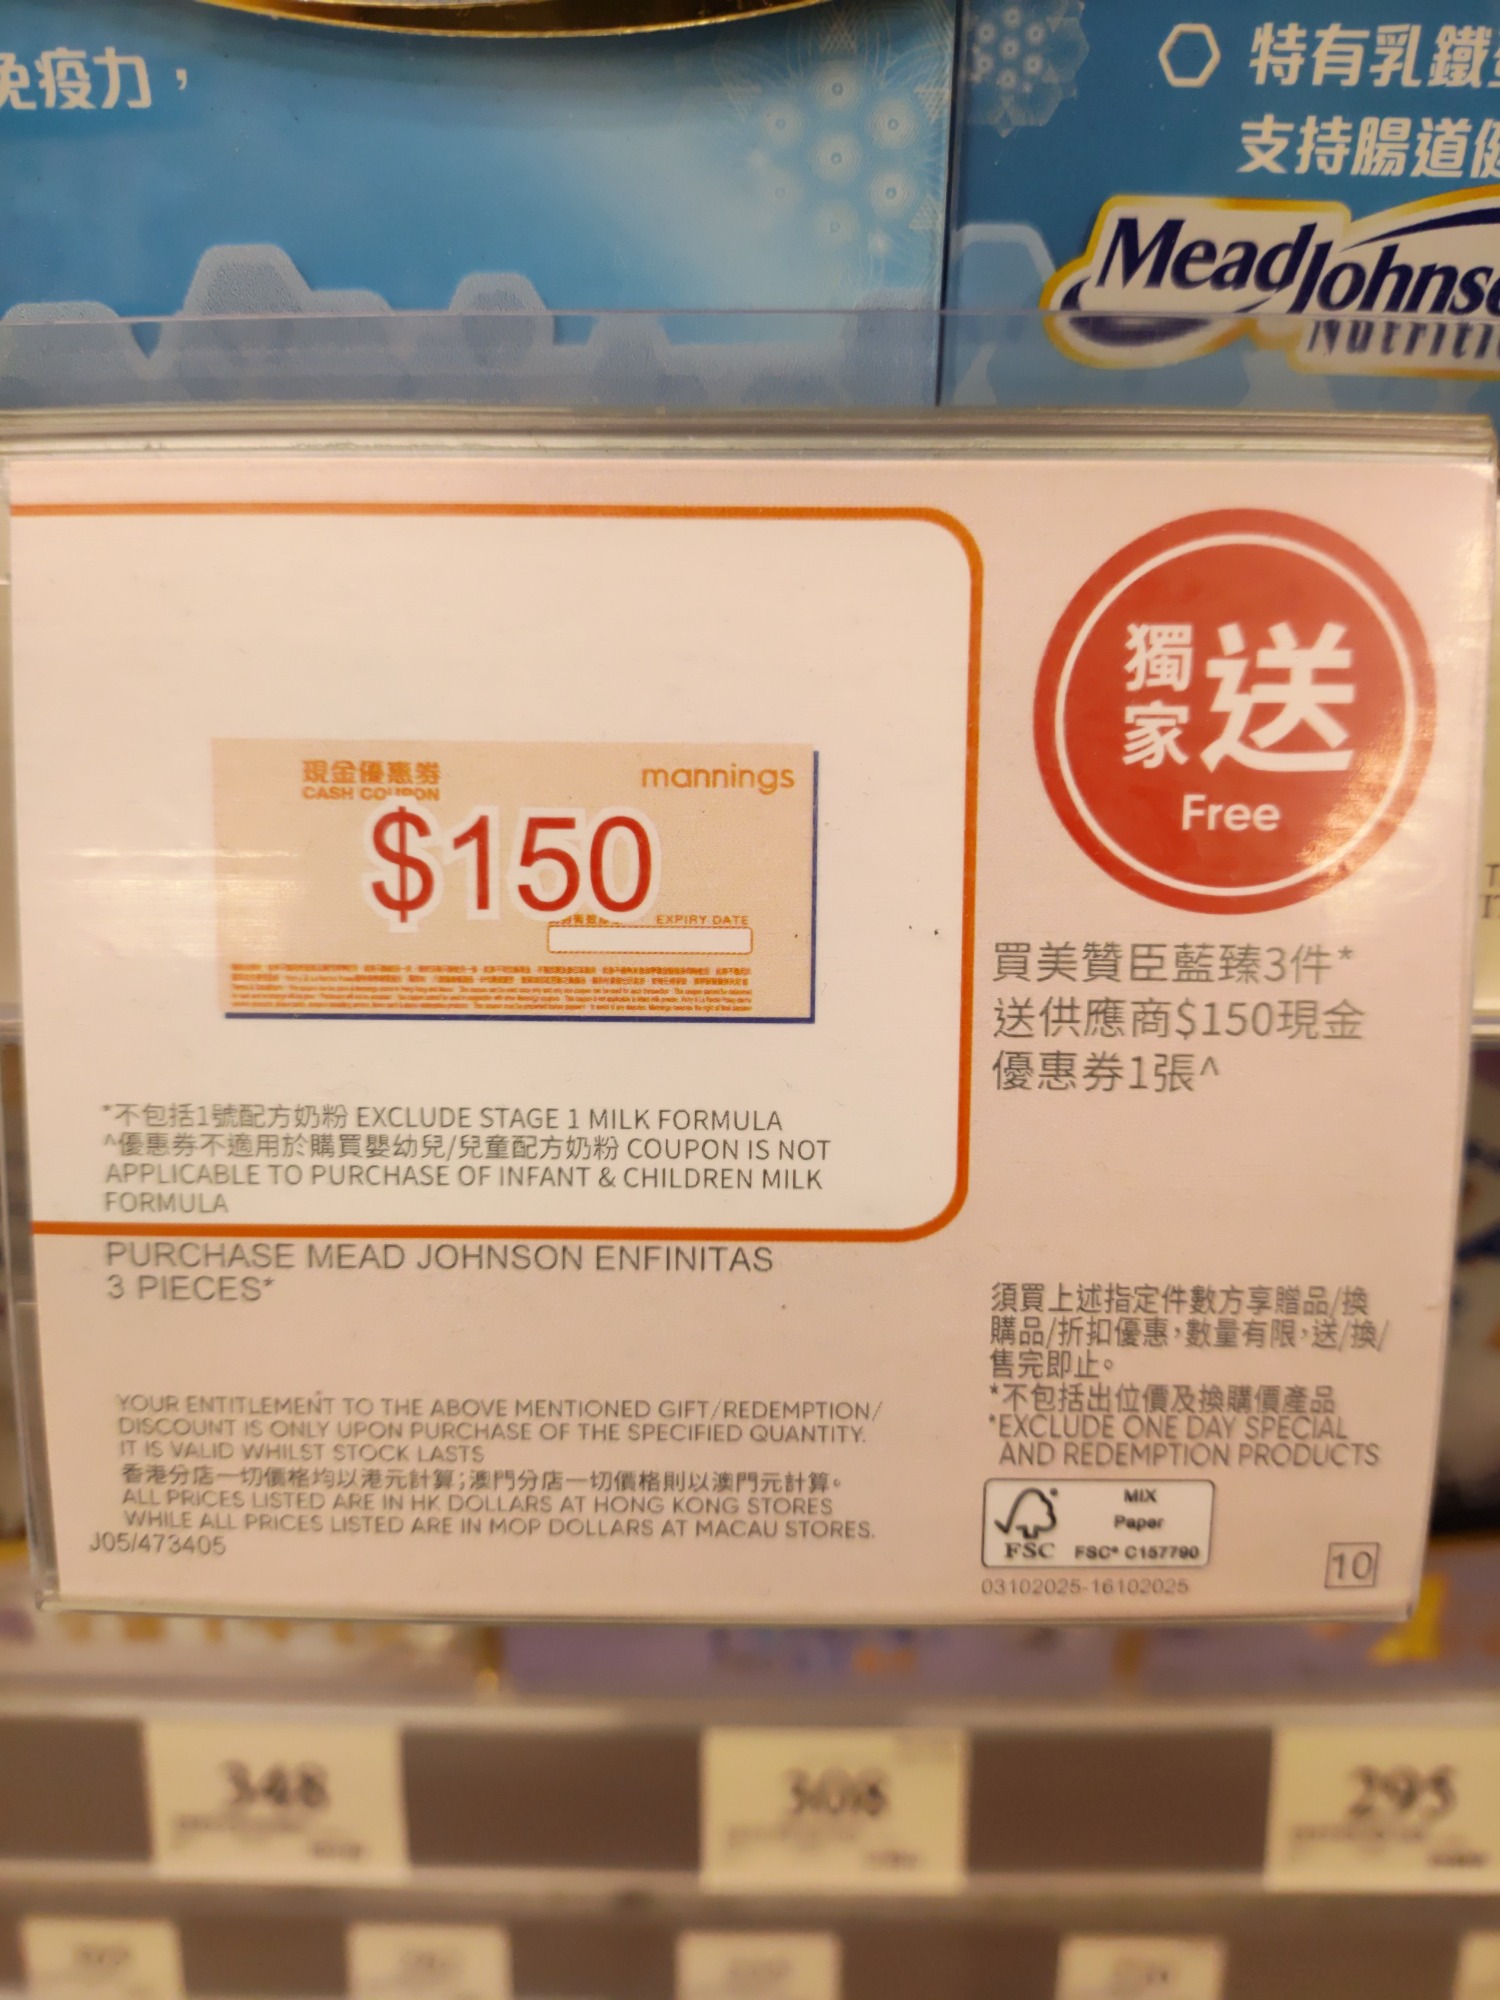 免疫力，
特有乳鐵
支持腸道
MeadJohnso
Nutriti
獨家送
Free
現金優惠券
CASH COUPON
mannings
$150
EXPIRY DATE
買美贊臣藍臻3件*
送供應商$150現金
優惠券1張^
*不包括1號配方奶粉 EXCLUDE STAGE 1 MILK FORMULA
^優惠券不適用於購買嬰幼兒/兒童配方奶粉 COUPON IS NOT
APPLICABLE TO PURCHASE OF INFANT & CHILDREN MILK
FORMULA
PURCHASE MEAD JOHNSON ENFINITAS
3 PIECES*
須買上述指定件數方享贈品/換
購品/折扣優惠，數量有限，送/換/
售完即止。
*不包括出位價及換購價產品
*EXCLUDE ONE DAY SPECIAL
AND REDEMPTION PRODUCTS
YOUR ENTITLEMENT TO THE ABOVE MENTIONED GIFT/REDEMPTION/
DISCOUNT IS ONLY UPON PURCHASE OF THE SPECIFIED QUANTITY.
IT IS VALID WHILST STOCK LASTS
香港分店一切價格均以港元計算；澳門分店一切價格則以澳門元計算。
ALL PRICES LISTED ARE IN HK DOLLARS AT HONG KONG STORES
WHILE ALL PRICES LISTED ARE IN MOP DOLLARS AT MACAU STORES.
J05/473405
MIX
Paper
FSC FSC® C157790
03102025-16102025
10
348
308
295